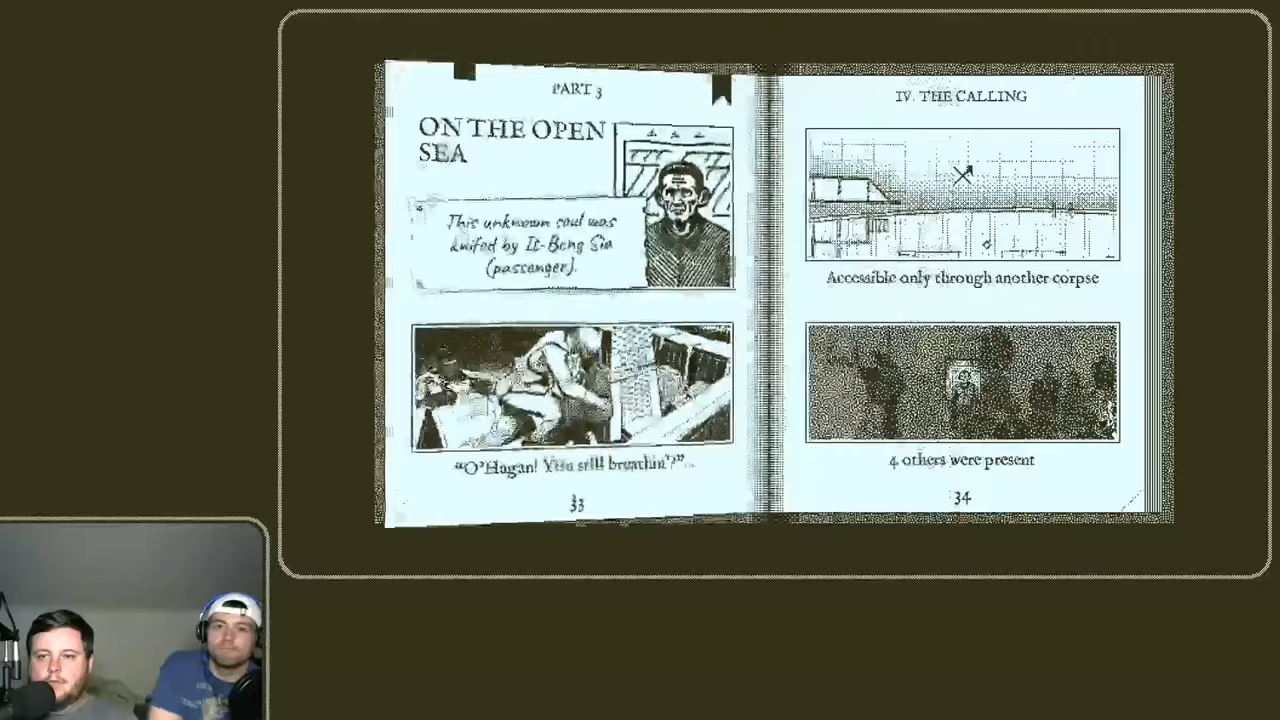 PART 3
ON THE OPEN
SEA
This unknown soul was
knifed by It-Beng Sia
(passenger).
"O'Hagan! You still breathin'?"...
33
IV. THE CALLING
Accessible only through another corpse
4 others were present
34